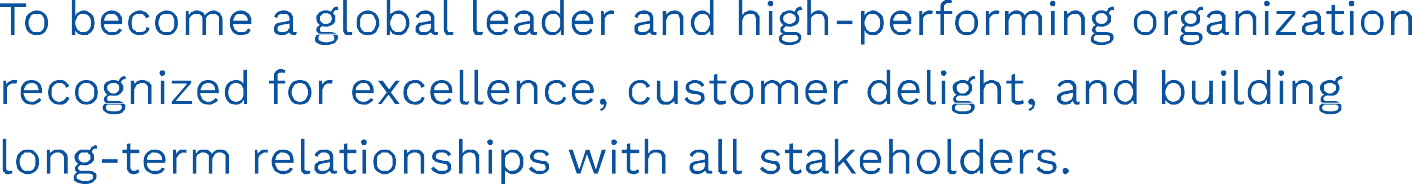 To become a global leader and high-performing organization
recognized for excellence, customer delight, and building
long-term relationships with all stakeholders.